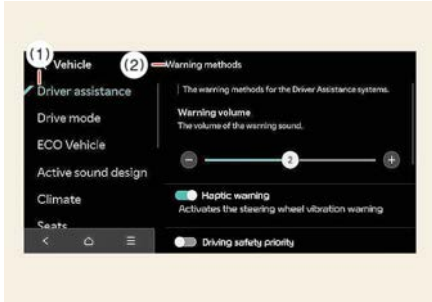 (1)
Vehicle
(2)
Warning methods
Driver assistance
The warning methods for the Driver Assistance systems.
Drive mode
Warning volume
The volume of the warning sound.
ECO Vehicle
2
Active sound design
Haptic warning
Activates the steering wheel vibration warning
Climate
Seats
Driving safety priority